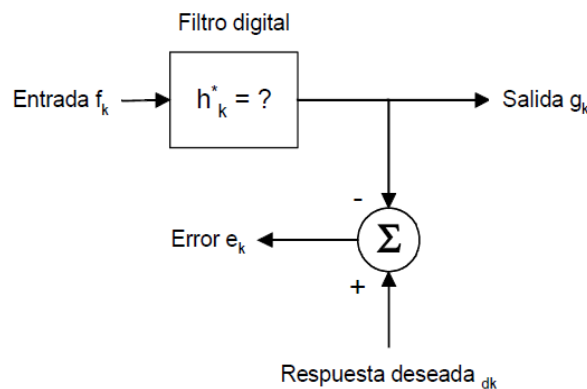 Filtro digital
Entrada fk
h*k = ?
Salida gk
-
Σ
Error ek
+
Respuesta deseada dk